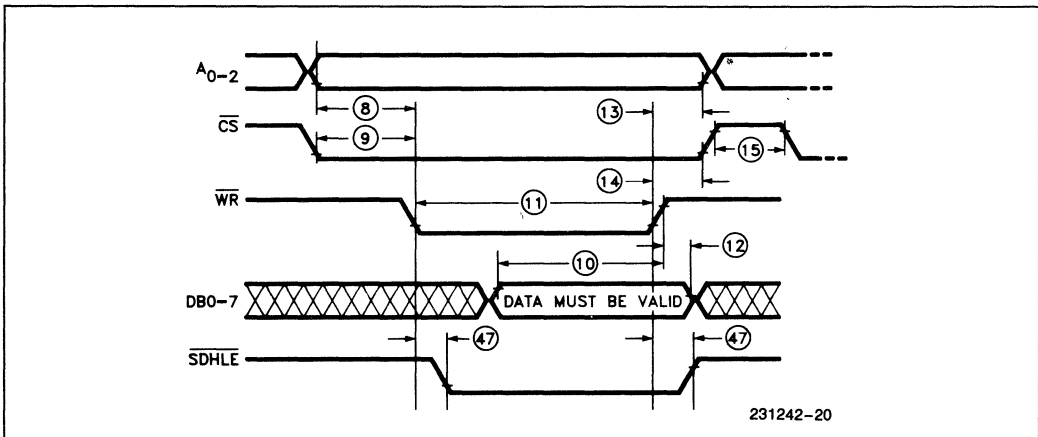 A0-2
8
13
CS
9
15
14
WR
11
12
10
DB0-7
DATA MUST BE VALID
47
47
SDHLE
231242-20